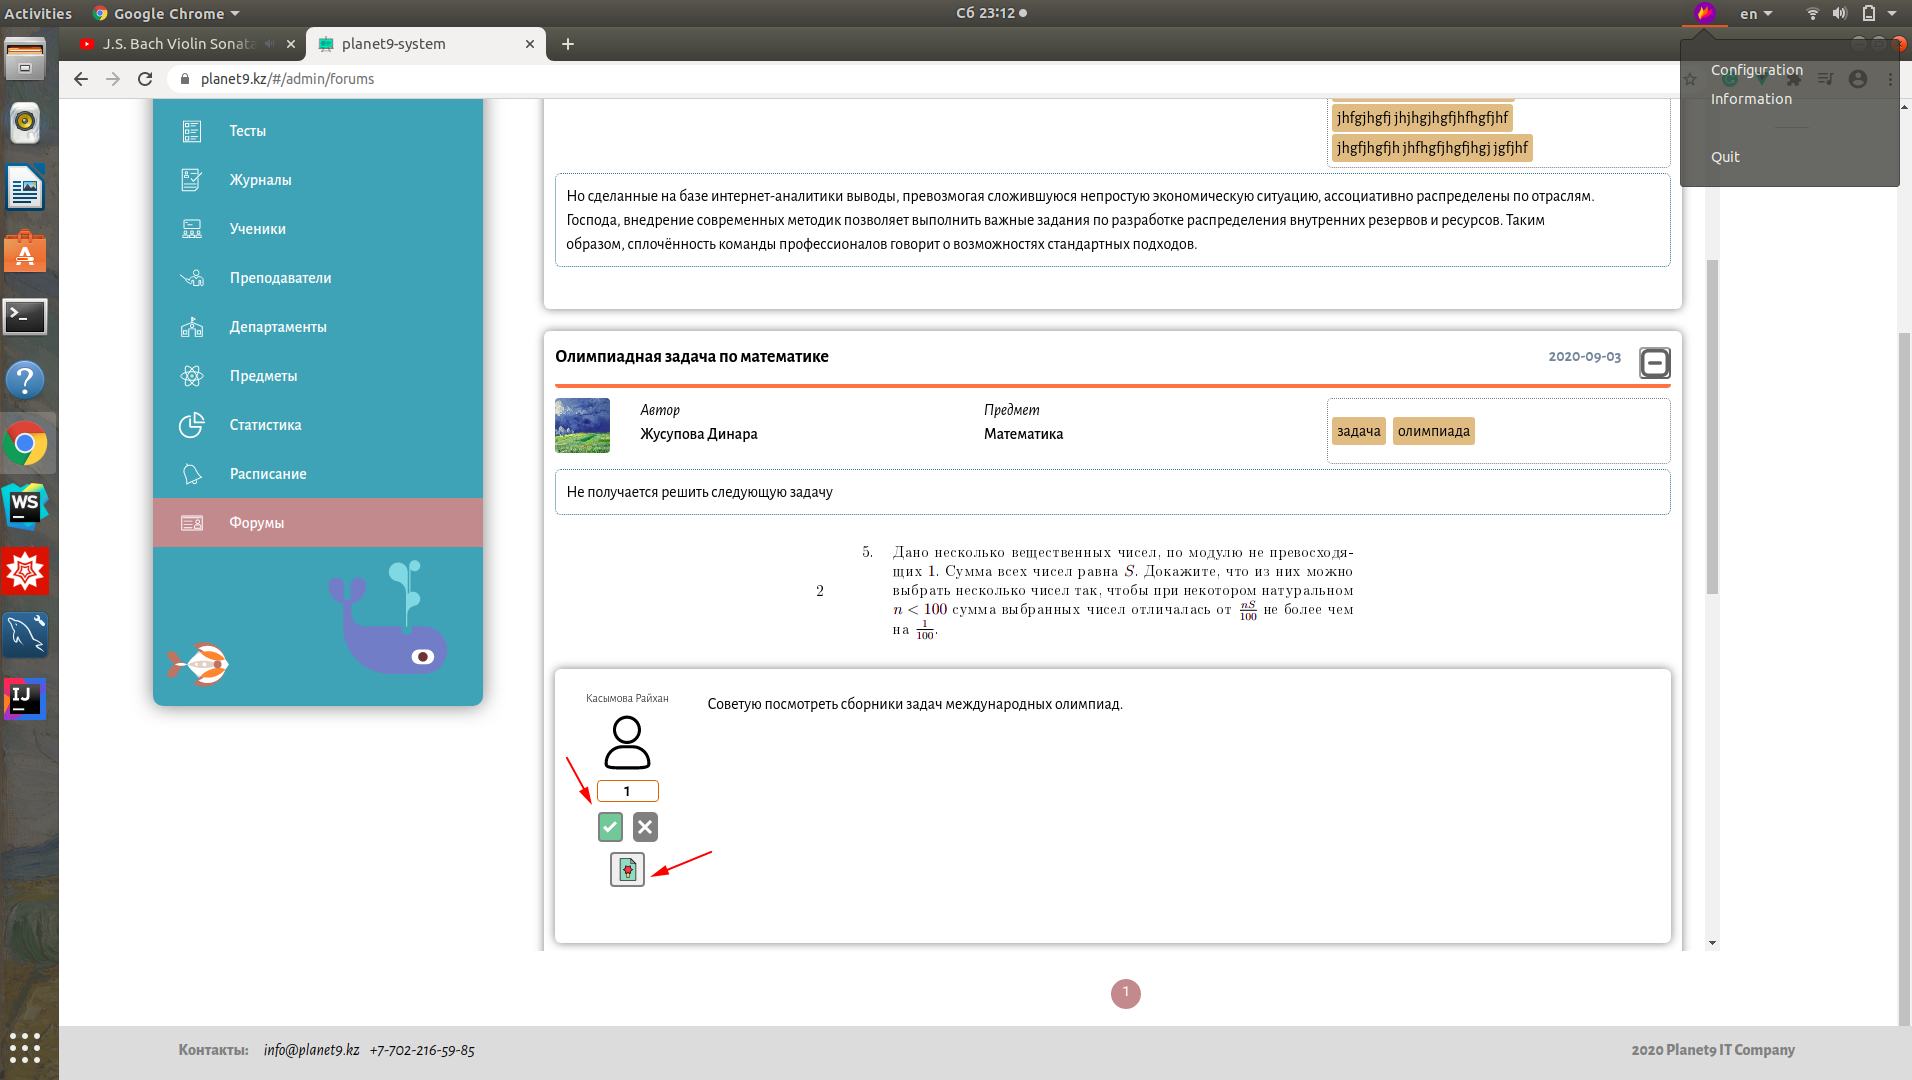 Activities
Google Chrome
Сб 23:12
en
J.S. Bach Violin Sonata
planet9-system
planet9.kz/#/admin/forums
Configuration
Information
Quit
Тесты
Журналы
Ученики
Преподаватели
Департаменты
Предметы
Статистика
Расписание
Форумы
jhfgjhgfj jhjhgjhgfjhfhgfjhf
jhgfjhgfjh jhfhgfjhgfjhgj jgfjhf
Но сделанные на базе интернет-аналитики выводы, превозмогая сложившуюся непростую экономическую ситуацию, ассоциативно распределены по отраслям.
Господа, внедрение современных методик позволяет выполнить важные задания по разработке распределения внутренних резервов и ресурсов. Таким
образом, сплочённость команды профессионалов говорит о возможностях стандартных подходов.
Олимпиадная задача по математике
2020-09-03
Автор
Предмет
Жусупова Динара
Математика
задача олимпиада
Не получается решить следующую задачу
2
5. Дано несколько вещественных чисел, по модулю не превосходя-
щих 1. Сумма всех чисел равна S. Докажите, что из них можно
выбрать несколько чисел так, чтобы при некотором натуральном
n < 100 сумма выбранных чисел отличалась от nS/100 не более чем
на 1/100.
Касымова Райхан
Советую посмотреть сборники задач международных олимпиад.
1
1
WS
IJ
Контакты: info@planet9.kz +7-702-216-59-85
2020 Planet9 IT Company